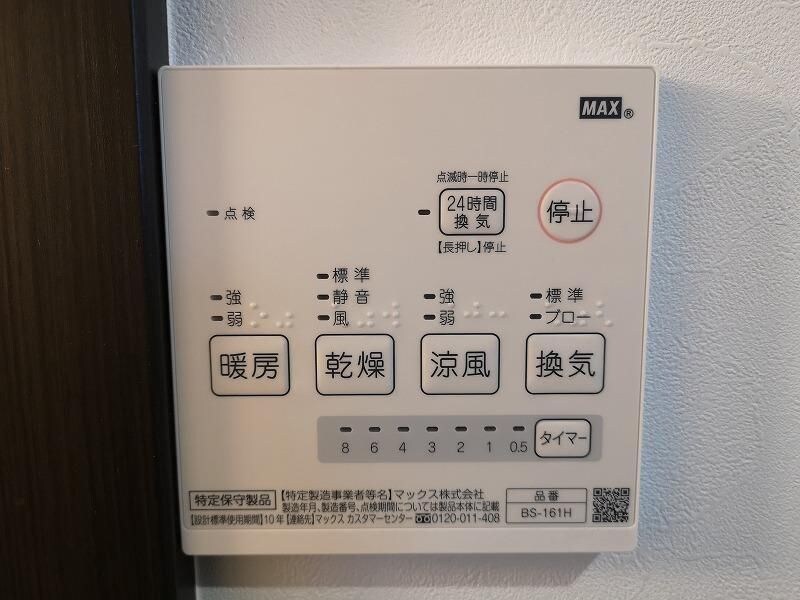 MAX®
点滅時一時停止
点検
24時間
換気
停止
【長押し】停止
強
弱
標準
静音
風
強
弱
標準
ブロー
暖房
乾燥
涼風
換気
8 6 4 3 2 1 0.5
タイマー
特定保守製品
【特定製造事業者等名】マックス株式会社
製造年月、製造番号、点検期間については製品本体に記載
【設計標準使用期間】10年【連絡先】マックス カスタマーセンター 0120-011-408
品番
BS-161H